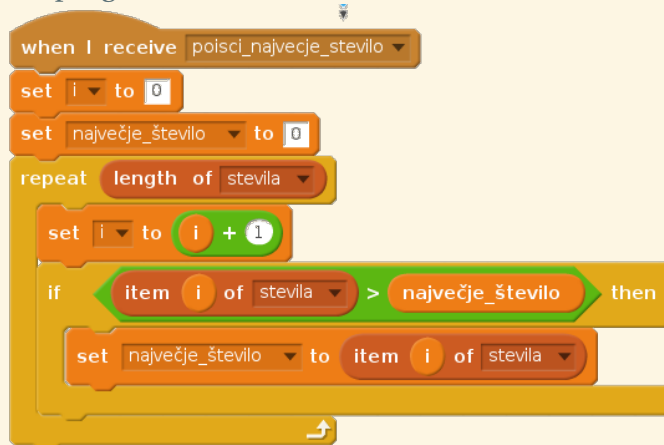 when I receive poisci_najvecje_stevilo
set i to 0
set največje_število to 0
repeat length of stevila
set i to i + 1
if item i of stevila > največje_število then
set največje_število to item i of stevila